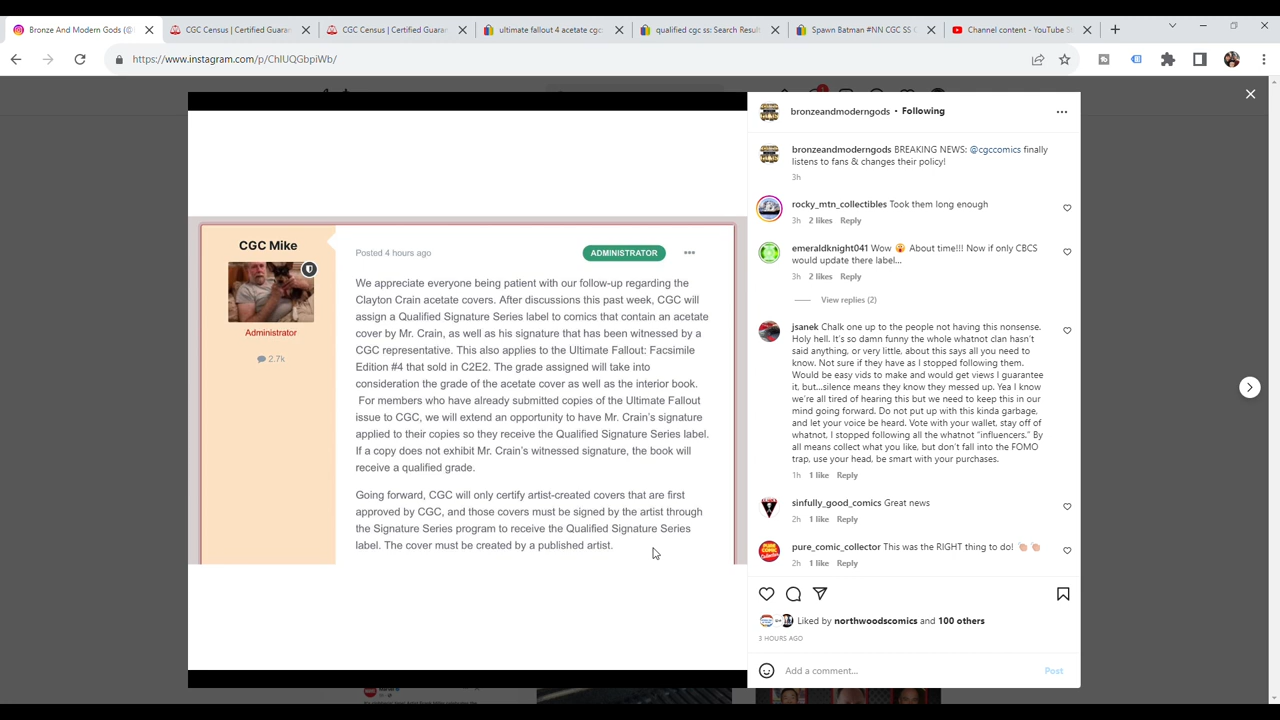 Bronze And Modern Gods (@
CGC Census | Certified Guaran
CGC Census | Certified Guaran
ultimate fallout 4 acetate cgc
qualified cgc ss: Search Result
Spawn Batman #NN CGC SS
Channel content - YouTube St
https://www.instagram.com/p/ChIUQGbpiWb/
CGC Mike
Administrator
2.7k
Posted 4 hours ago
ADMINISTRATOR
We appreciate everyone being patient with our follow-up regarding the
Clayton Crain acetate covers. After discussions this past week, CGC will
assign a Qualified Signature Series label to comics that contain an acetate
cover by Mr. Crain, as well as his signature that has been witnessed by a
CGC representative. This also applies to the Ultimate Fallout: Facsimile
Edition #4 that sold in C2E2. The grade assigned will take into
consideration the grade of the acetate cover as well as the interior book.
For members who have already submitted copies of the Ultimate Fallout
issue to CGC, we will extend an opportunity to have Mr. Crain's signature
applied to their copies so they receive the Qualified Signature Series label.
If a copy does not exhibit Mr. Crain's witnessed signature, the book will
receive a qualified grade.
Going forward, CGC will only certify artist-created covers that are first
approved by CGC, and those covers must be signed by the artist through
the Signature Series program to receive the Qualified Signature Series
label. The cover must be created by a published artist.
bronzeandmoderngods • Following
bronzeandmoderngods BREAKING NEWS: @cgccomics finally
listens to fans & changes their policy!
3h
rocky_mtn_collectibles Took them long enough
3h 2 likes Reply
emeraldknight041 Wow 😱 About time!!! Now if only CBCS
would update there label...
3h 2 likes Reply
View replies (2)
jsanek Chalk one up to the people not having this nonsense.
Holy hell. It's so damn funny the whole whatnot clan hasn't
said anything, or very little, about this says all you need to
know. Not sure if they have as I stopped following them.
Would be easy vids to make and would get views I guarantee
it, but...silence means they know they messed up. Yea I know
we're all tired of hearing this but we need to keep this in our
mind going forward. Do not put up with this kinda garbage,
and let your voice be heard. Vote with your wallet, stay off of
whatnot, I stopped following all the whatnot "influencers." By
all means collect what you like, but don't fall into the FOMO
trap, use your head, be smart with your purchases.
1h 1 like Reply
sinfully_good_comics Great news
2h 1 like Reply
pure_comic_collector This was the RIGHT thing to do! 👏🏻 👏🏻
2h 1 like Reply
Liked by northwoodscomics and 100 others
3 HOURS AGO
Add a comment...
Post